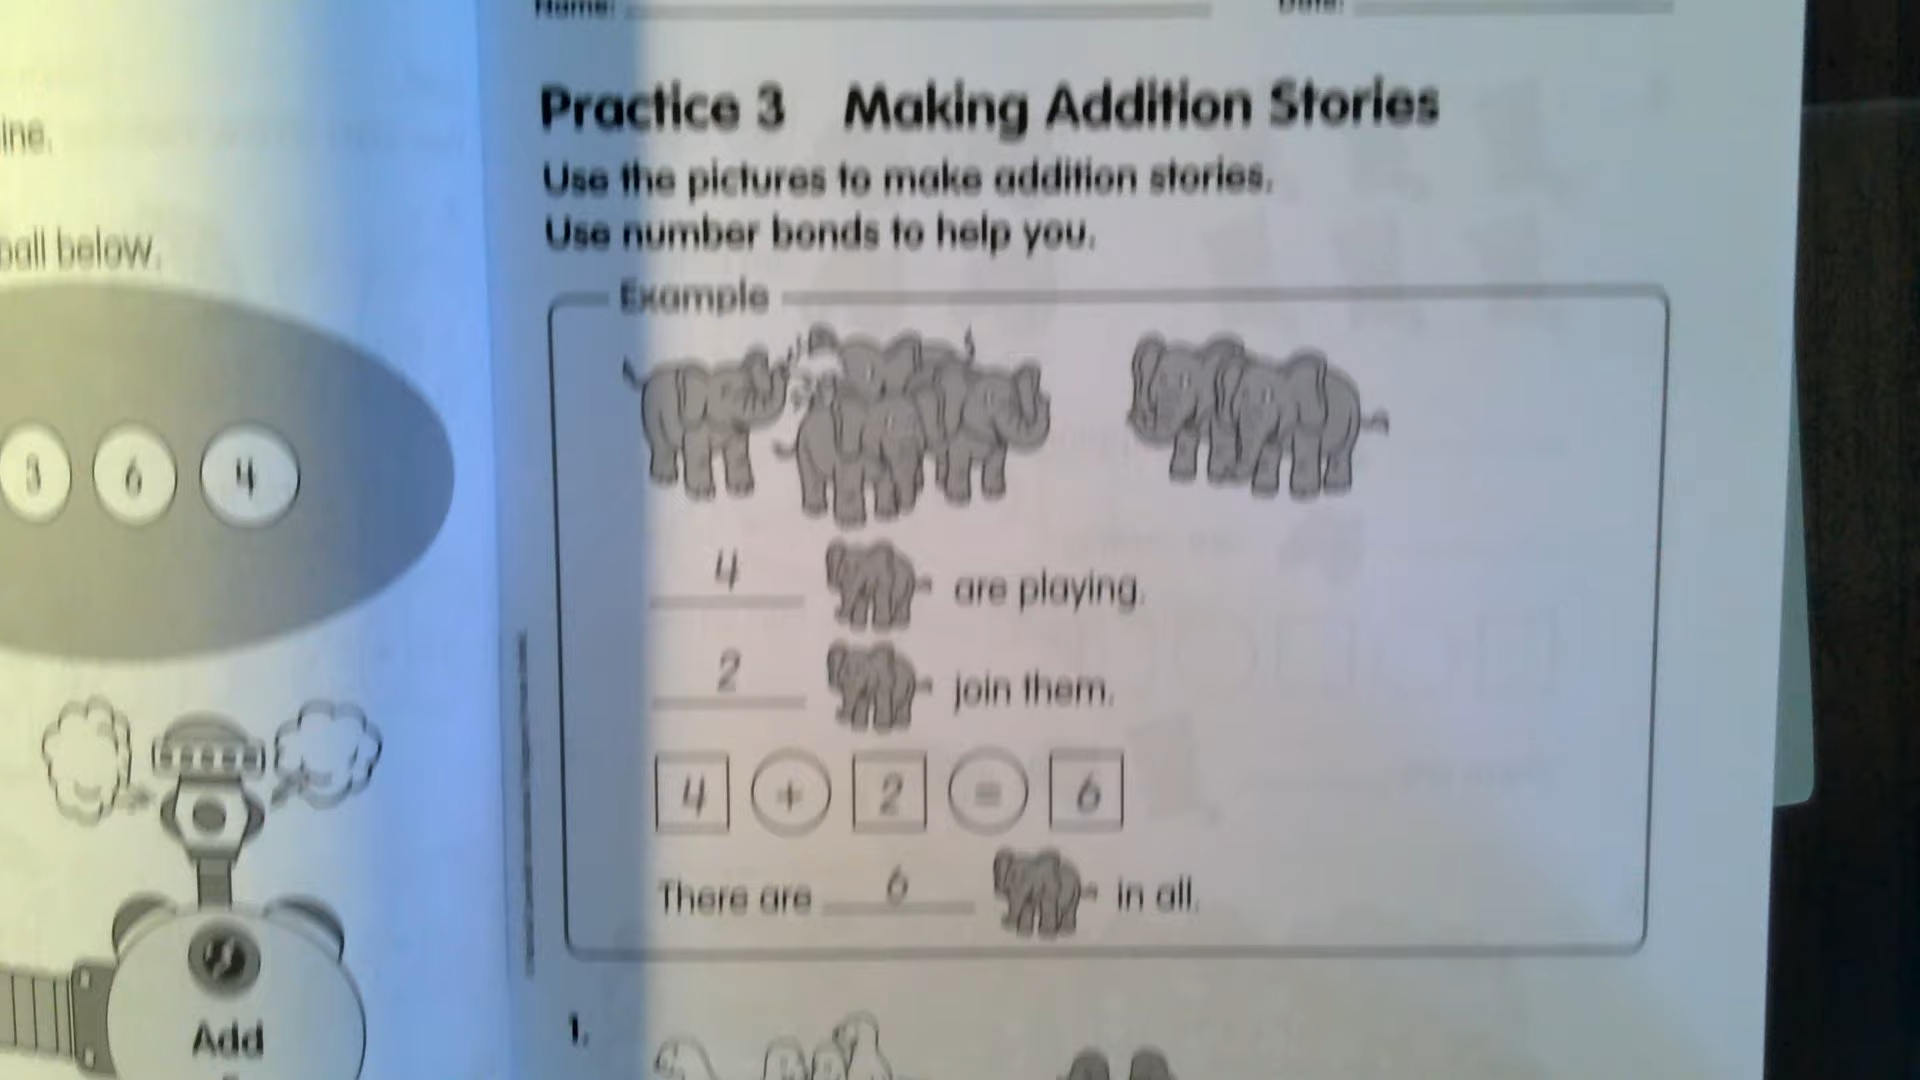 Name:
Date:
ine.
ball below.
3 6 4
Add
Practice 3 Making Addition Stories
Use the pictures to make addition stories.
Use number bonds to help you.
Example
4 are playing.
2 join them.
4 + 2 = 6
There are 6 in all.
1.